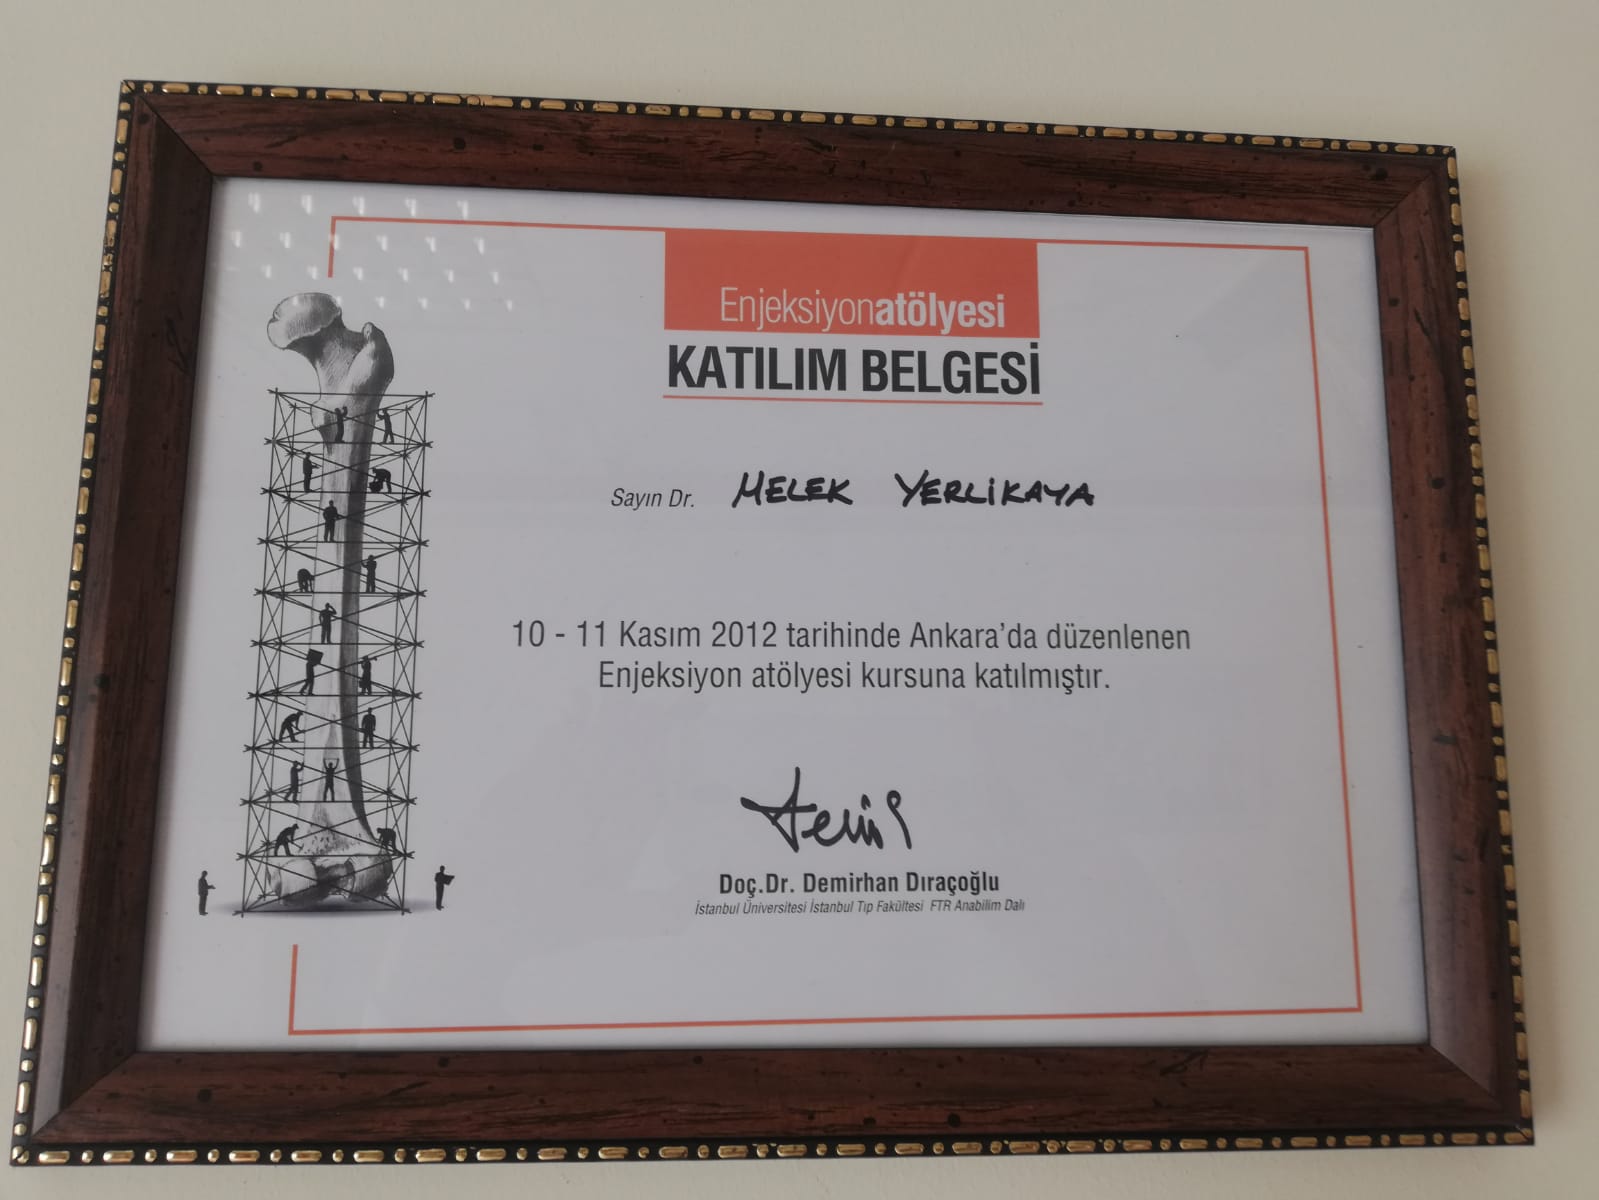 Enjeksiyonatölyesi
KATILIM BELGESİ
Sayın Dr. MELEK YERLİKAYA
10 - 11 Kasım 2012 tarihinde Ankara’da düzenlenen
Enjeksiyon atölyesi kursuna katılmıştır.
Doç.Dr. Demirhan Dıraçoğlu
İstanbul Üniversitesi İstanbul Tıp Fakültesi FTR Anabilim Dalı